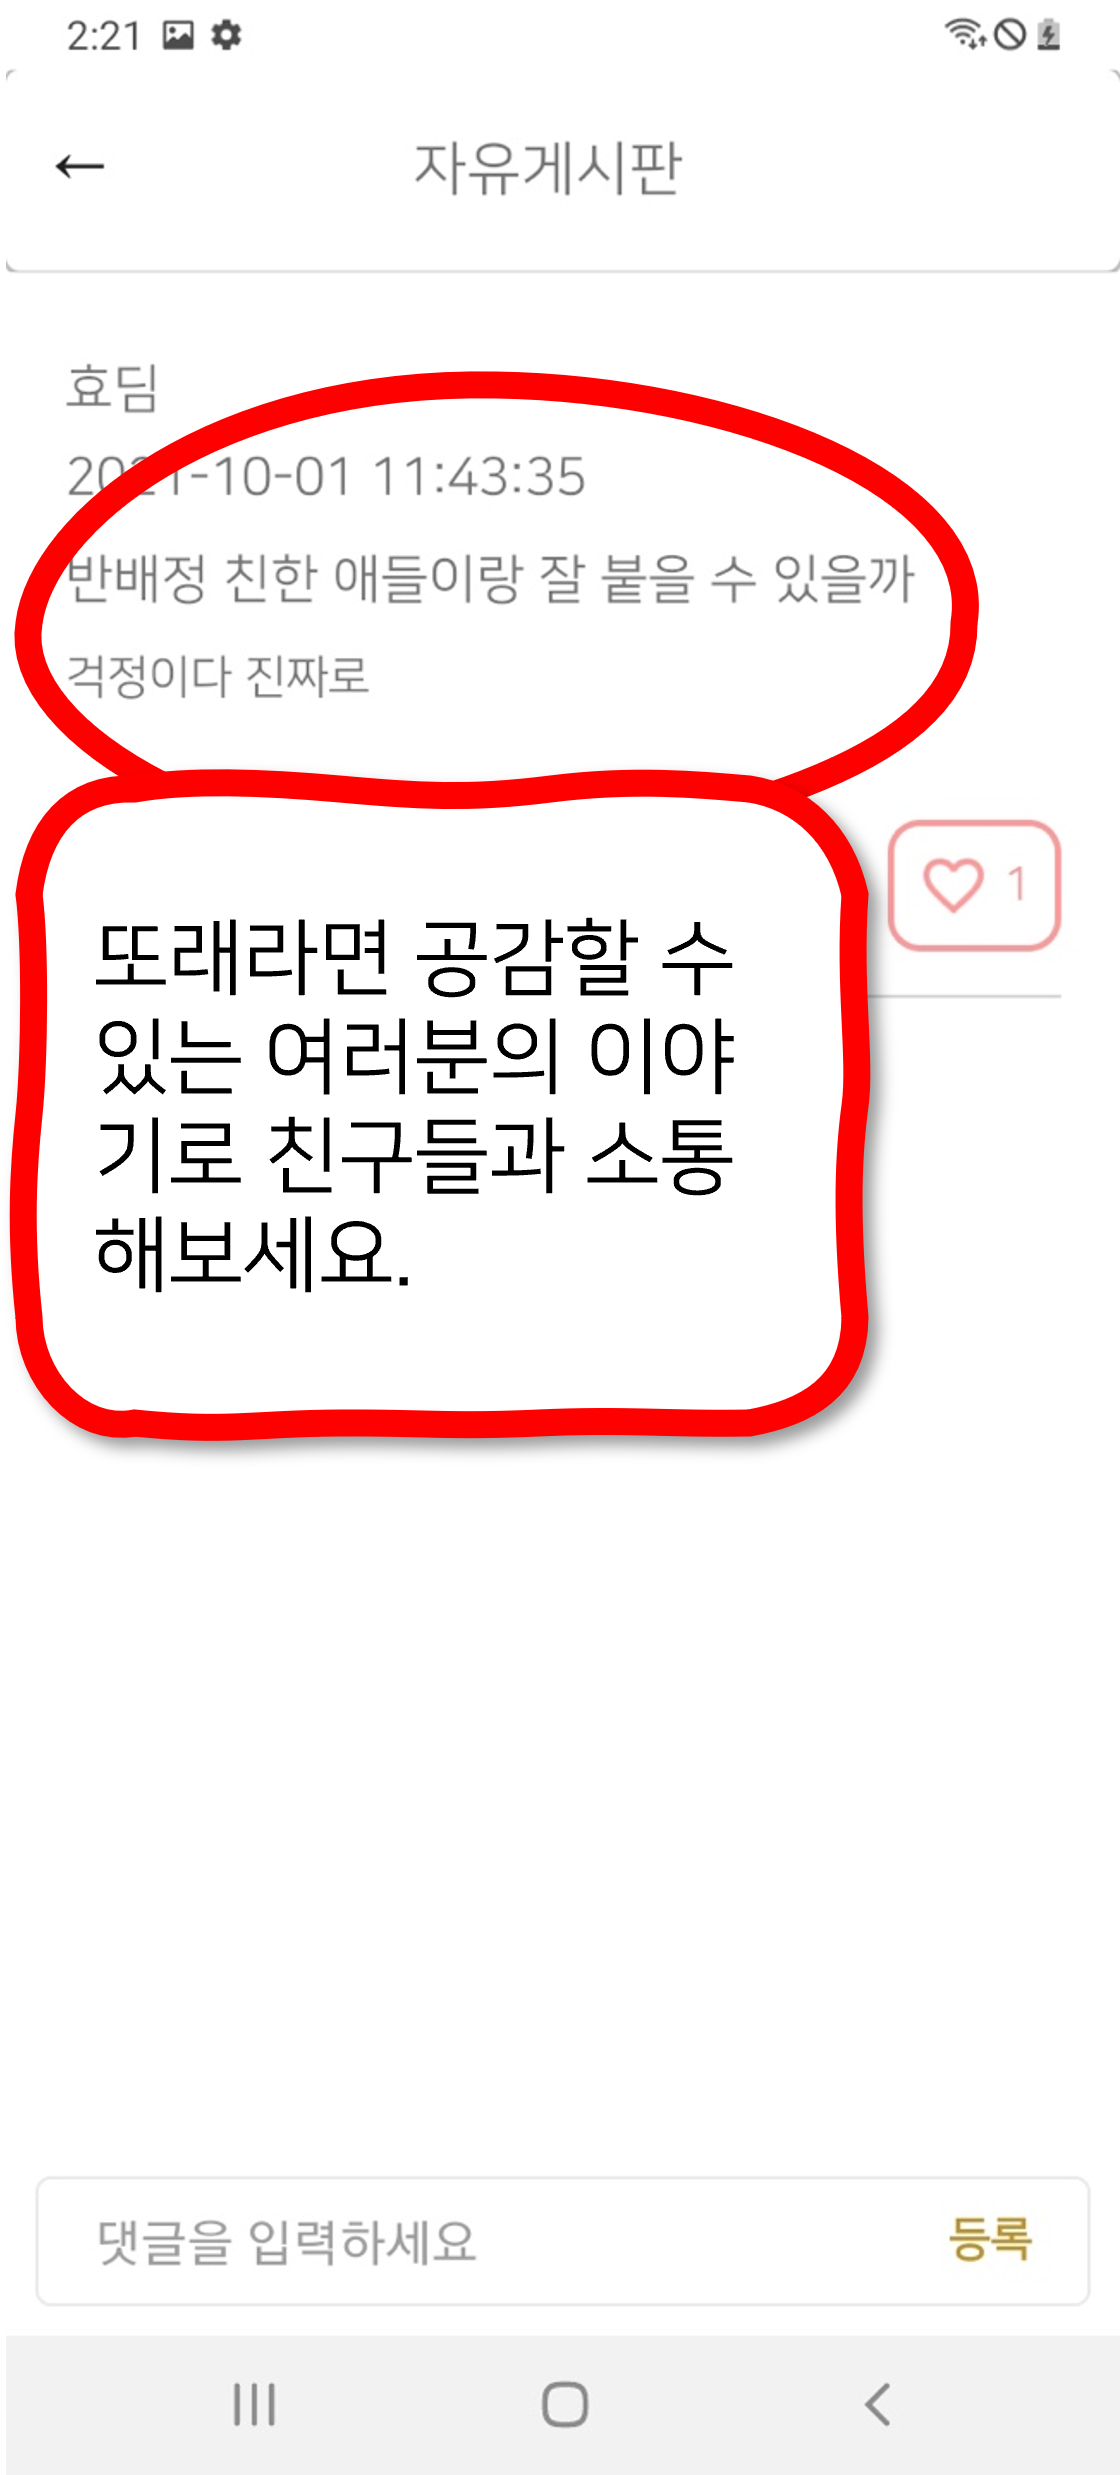 2:21
자유게시판
효딤
2021-10-01 11:43:35
반배정 친한 애들이랑 잘 붙을 수 있을까
걱정이다 진짜로
1
또래라면 공감할 수
있는 여러분의 이야
기로 친구들과 소통
해보세요.
댓글을 입력하세요
등록